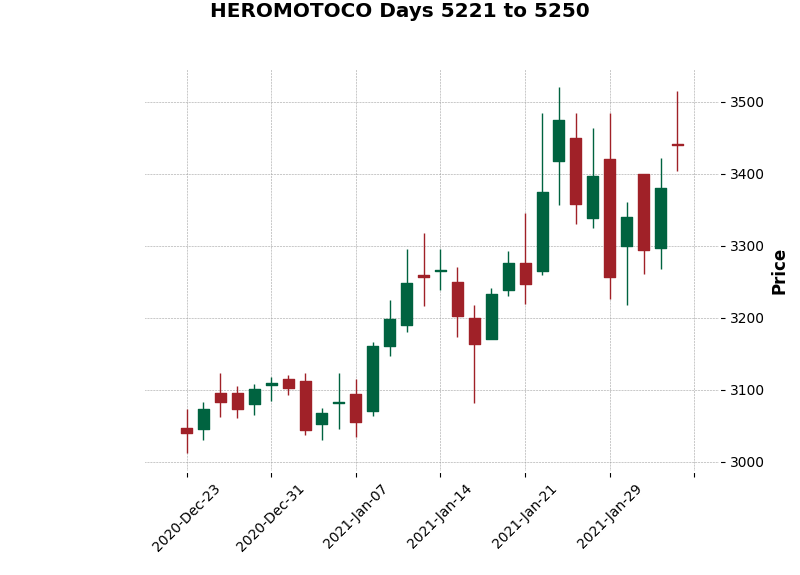 HEROMOTOCO Days 5221 to 5250
3500
3400
3300
3200
3100
3000
Price
2020-Dec-23
2020-Dec-31
2021-Jan-07
2021-Jan-14
2021-Jan-21
2021-Jan-29